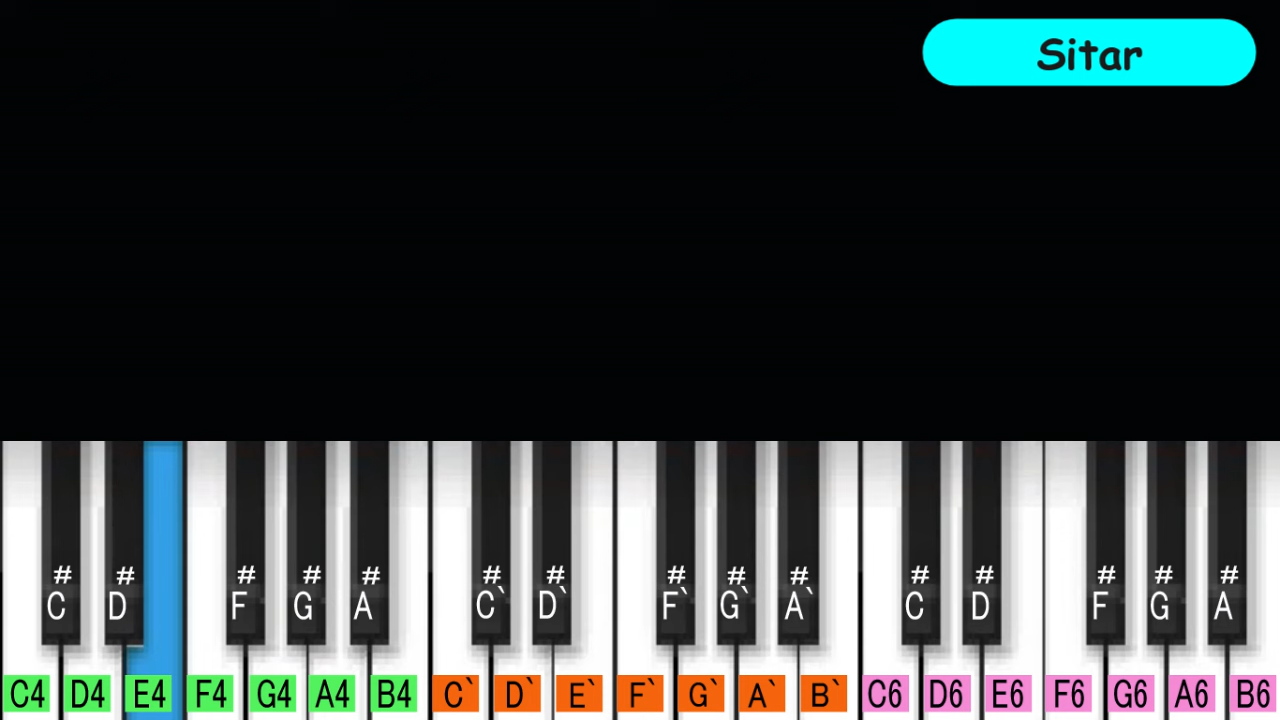 Sitar
# # # # # # # # # # # # # # #
C D F G A C` D` F` G` A` C D F G A
C4 D4 E4 F4 G4 A4 B4 C` D` E` F` G` A` B` C6 D6 E6 F6 G6 A6 B6